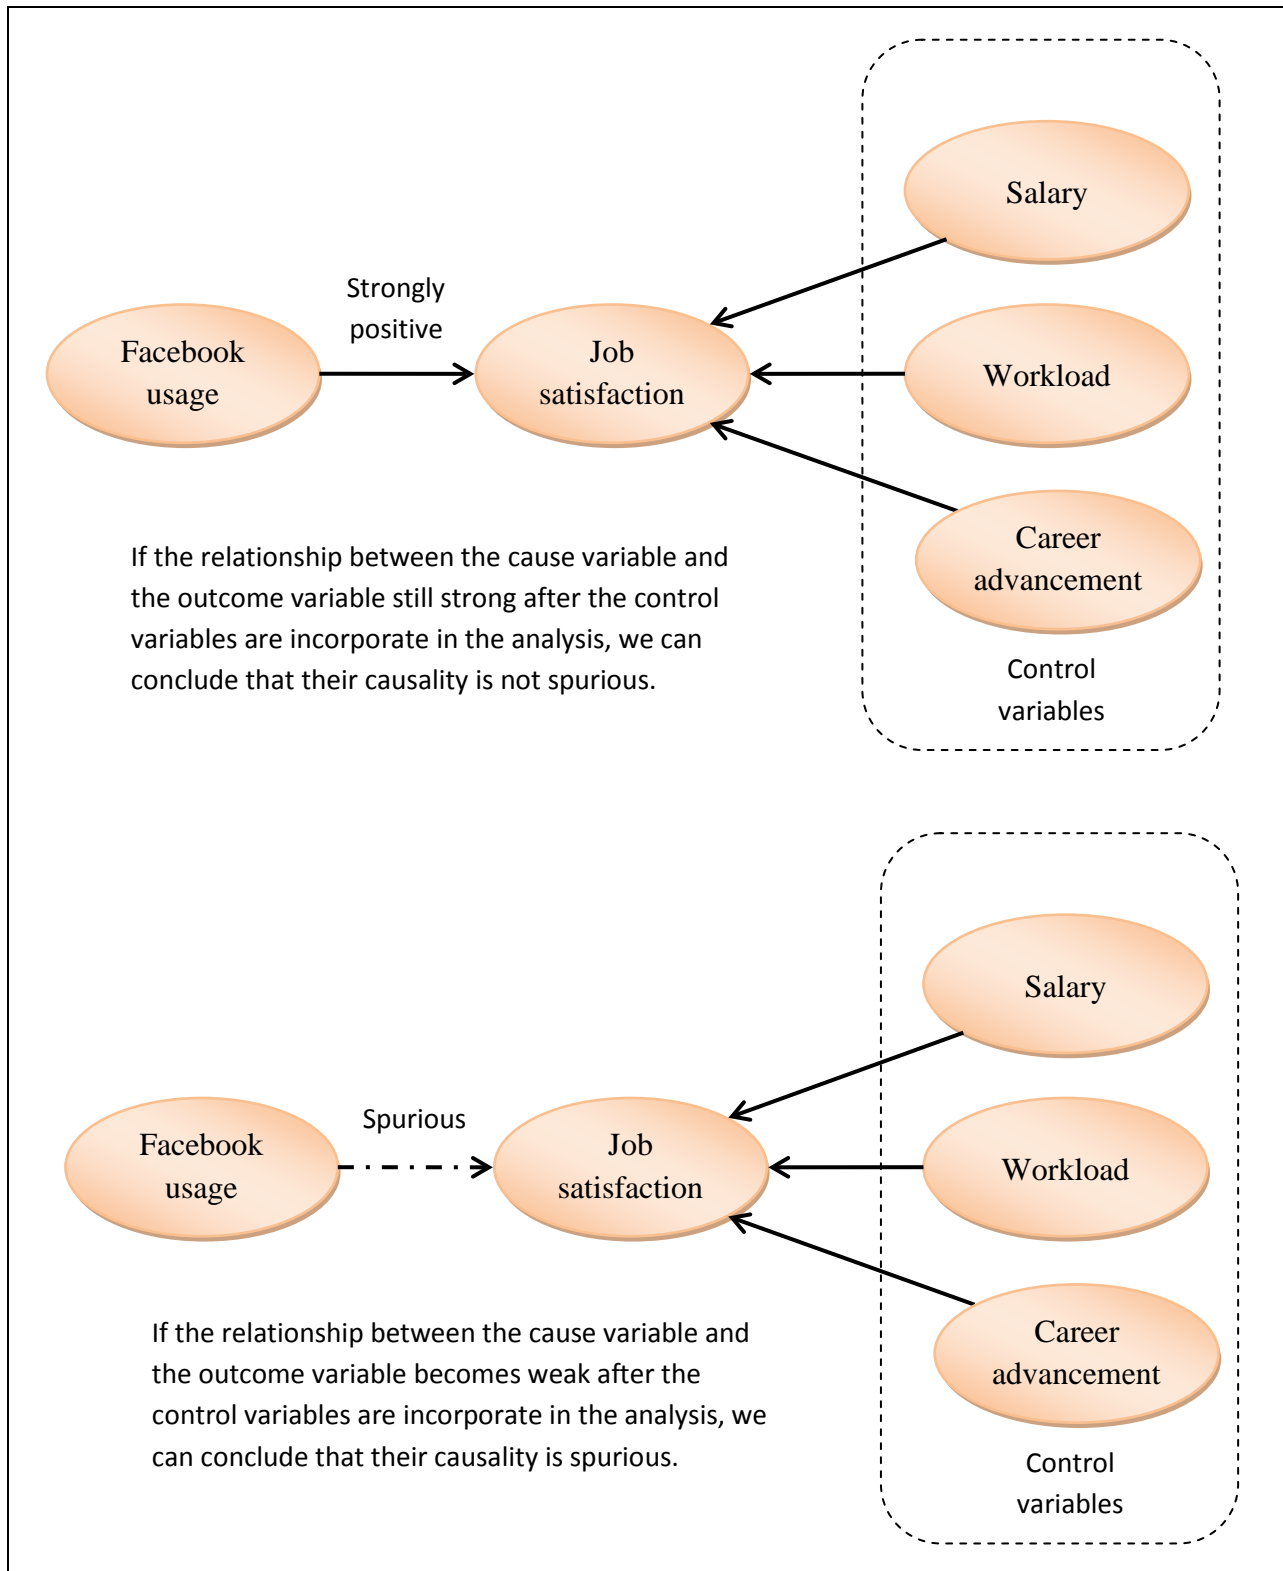 Salary
Strongly
positive
Facebook
usage
Job
satisfaction
Workload
Career
advancement
If the relationship between the cause variable and
the outcome variable still strong after the control
variables are incorporate in the analysis, we can
conclude that their causality is not spurious.
Control
variables
Salary
Spurious
Facebook
usage
Job
satisfaction
Workload
Career
advancement
If the relationship between the cause variable and
the outcome variable becomes weak after the
control variables are incorporate in the analysis, we
can conclude that their causality is spurious.
Control
variables